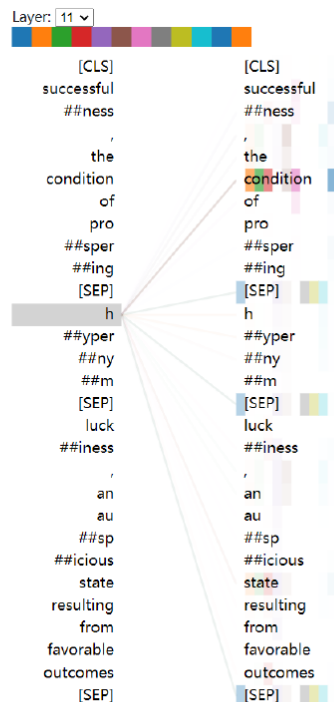 Layer: 11
[CLS] [CLS]
successful successful
##ness ##ness
, ,
the the
condition condition
of of
pro pro
##sper ##sper
##ing ##ing
[SEP] [SEP]
h h
##yper ##yper
##ny ##ny
##m ##m
[SEP] [SEP]
luck luck
##iness ##iness
, ,
an an
au au
##sp ##sp
##icious ##icious
state state
resulting resulting
from from
favorable favorable
outcomes outcomes
[SEP] [SEP]